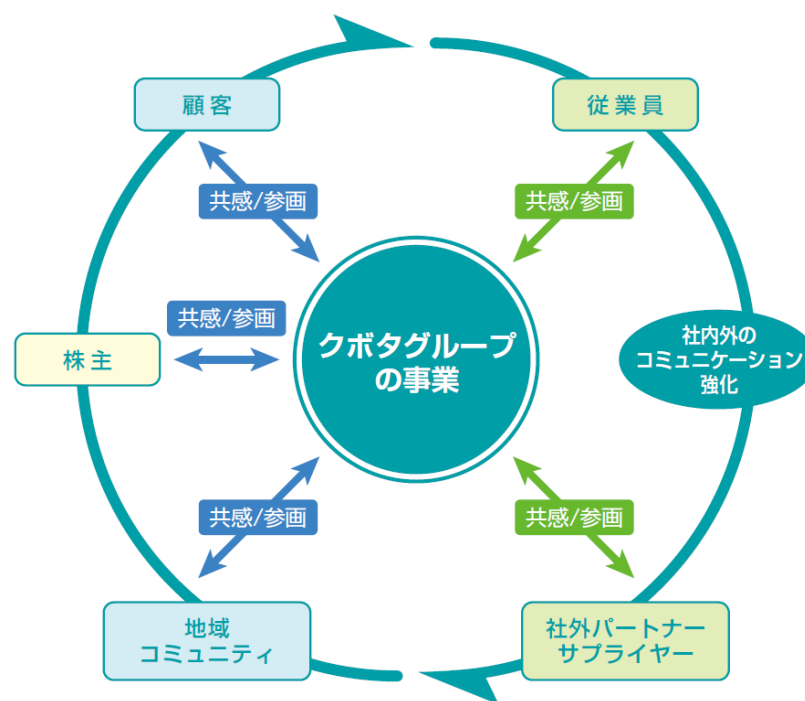 顧客
従業員
共感/参画
共感/参画
共感/参画
株主
クボタグループ
の事業
社内外の
コミュニケーション
強化
共感/参画
共感/参画
地域
コミュニティ
社外パートナー
サプライヤー